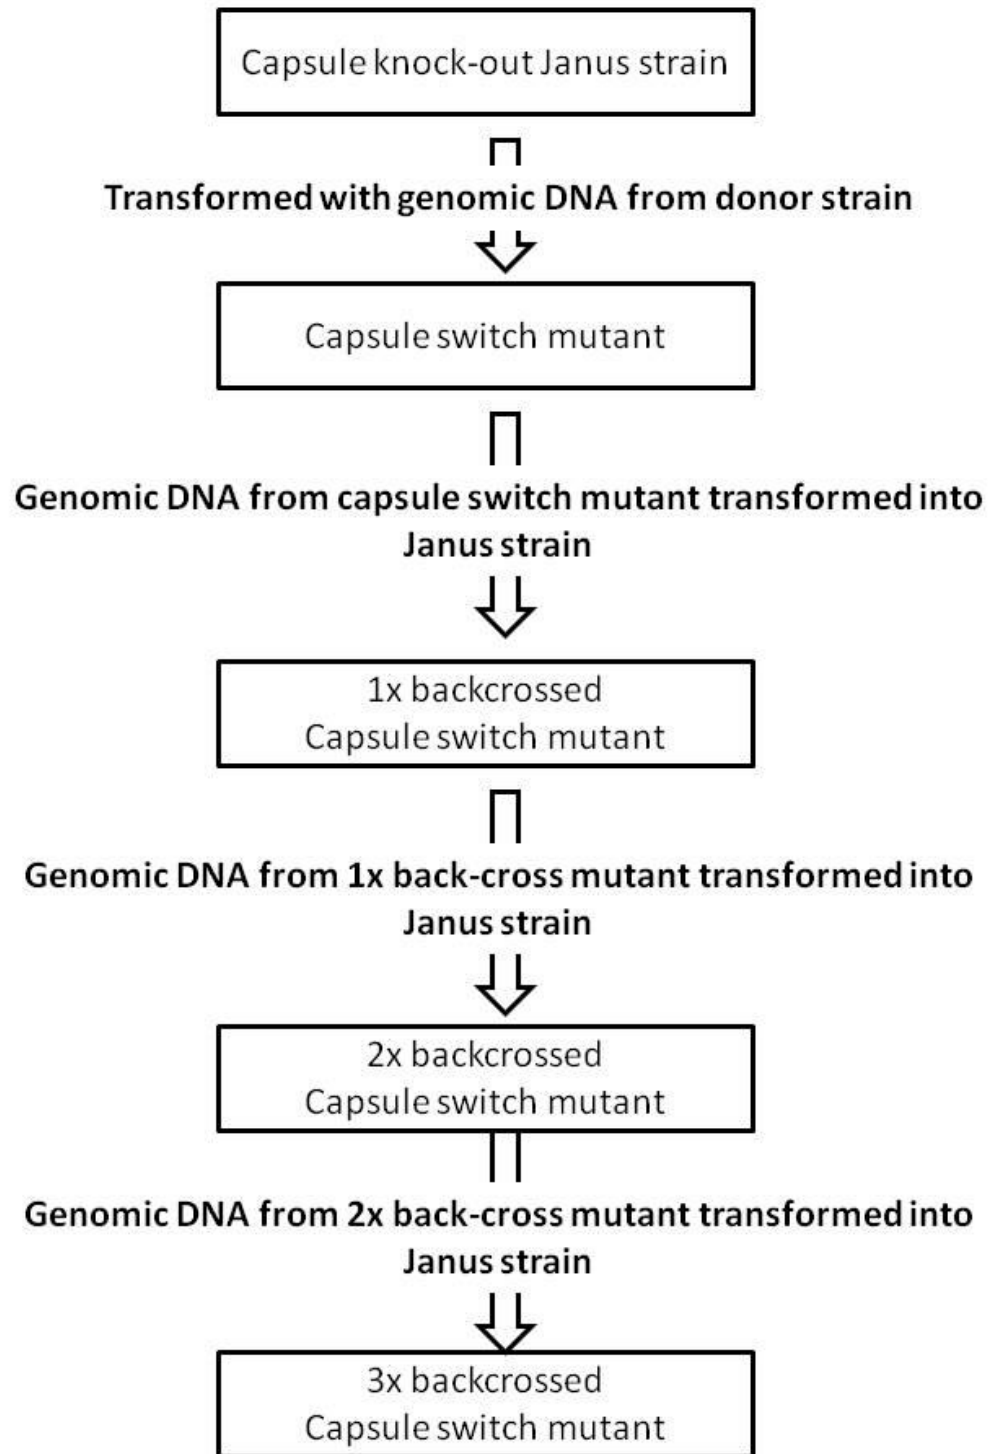 Capsule knock-out Janus strain
Transformed with genomic DNA from donor strain
Capsule switch mutant
Genomic DNA from capsule switch mutant transformed into
Janus strain
1x backcrossed
Capsule switch mutant
Genomic DNA from 1x back-cross mutant transformed into
Janus strain
2x backcrossed
Capsule switch mutant
Genomic DNA from 2x back-cross mutant transformed into
Janus strain
3x backcrossed
Capsule switch mutant